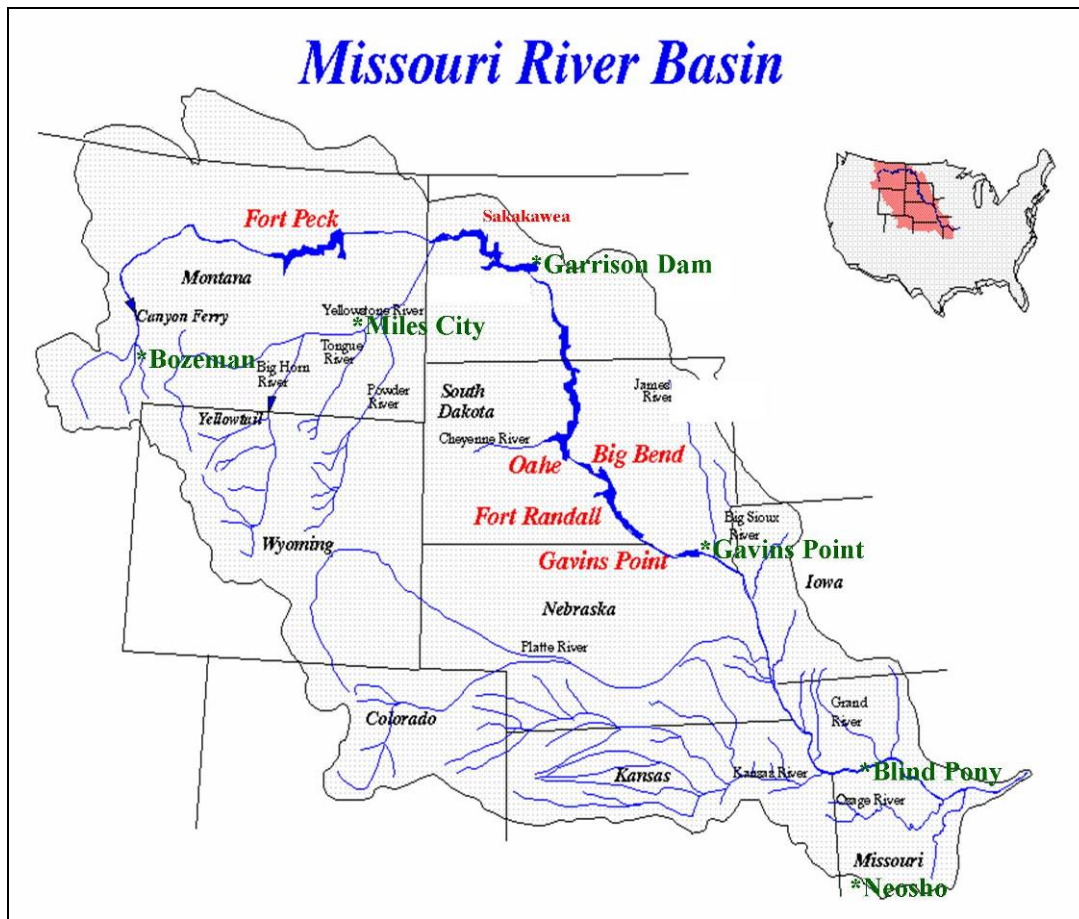 Missouri River Basin
Fort Peck
Sakakawea
*Garrison Dam
Montana
Canyon Ferry
Yellowstone River
*Miles City
*Bozeman
Big Horn
River
Tongue
River
Powder
River
South
Dakota
James
River
Yellowtail
Cheyenne River
Oahe
Big Bend
Fort Randall
Big Sioux
River
Wyoming
Gavins Point
*Gavins Point
Iowa
Nebraska
Platte River
Colorado
Grand
River
Kansas
Kansas River
*Blind Pony
Osage River
Missouri
*Neosho